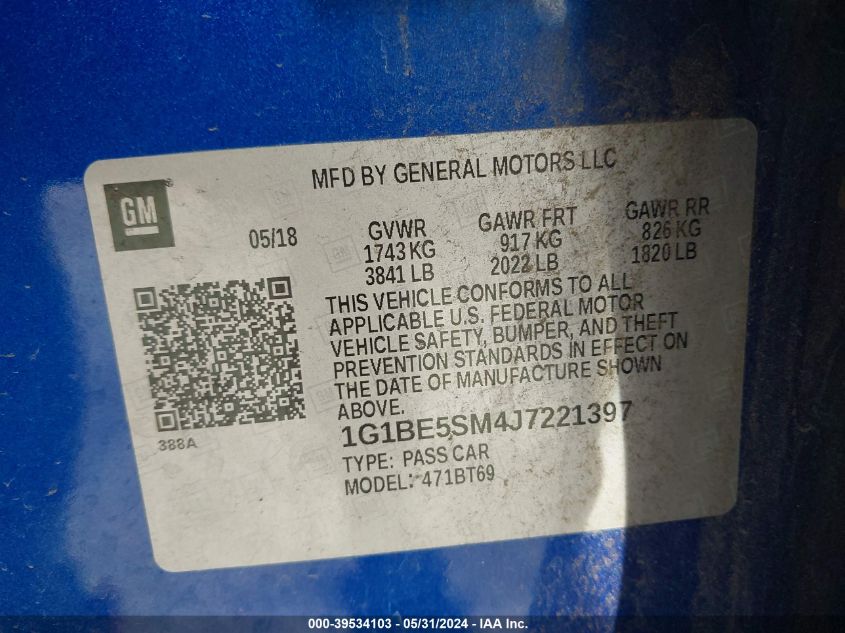 MFD BY GENERAL MOTORS LLC
GM
05/18
GVWR
1743 KG
3841 LB
GAWR FRT
917 KG
2022 LB
GAWR RR
826 KG
1820 LB
THIS VEHICLE CONFORMS TO ALL
APPLICABLE U.S. FEDERAL MOTOR
VEHICLE SAFETY, BUMPER, AND THEFT
PREVENTION STANDARDS IN EFFECT ON
THE DATE OF MANUFACTURE SHOWN
ABOVE.
388A
1G1BE5SM4J7221397
TYPE: PASS CAR
MODEL: 471BT69
000-39534103 - 05/31/2024 - IAA Inc.